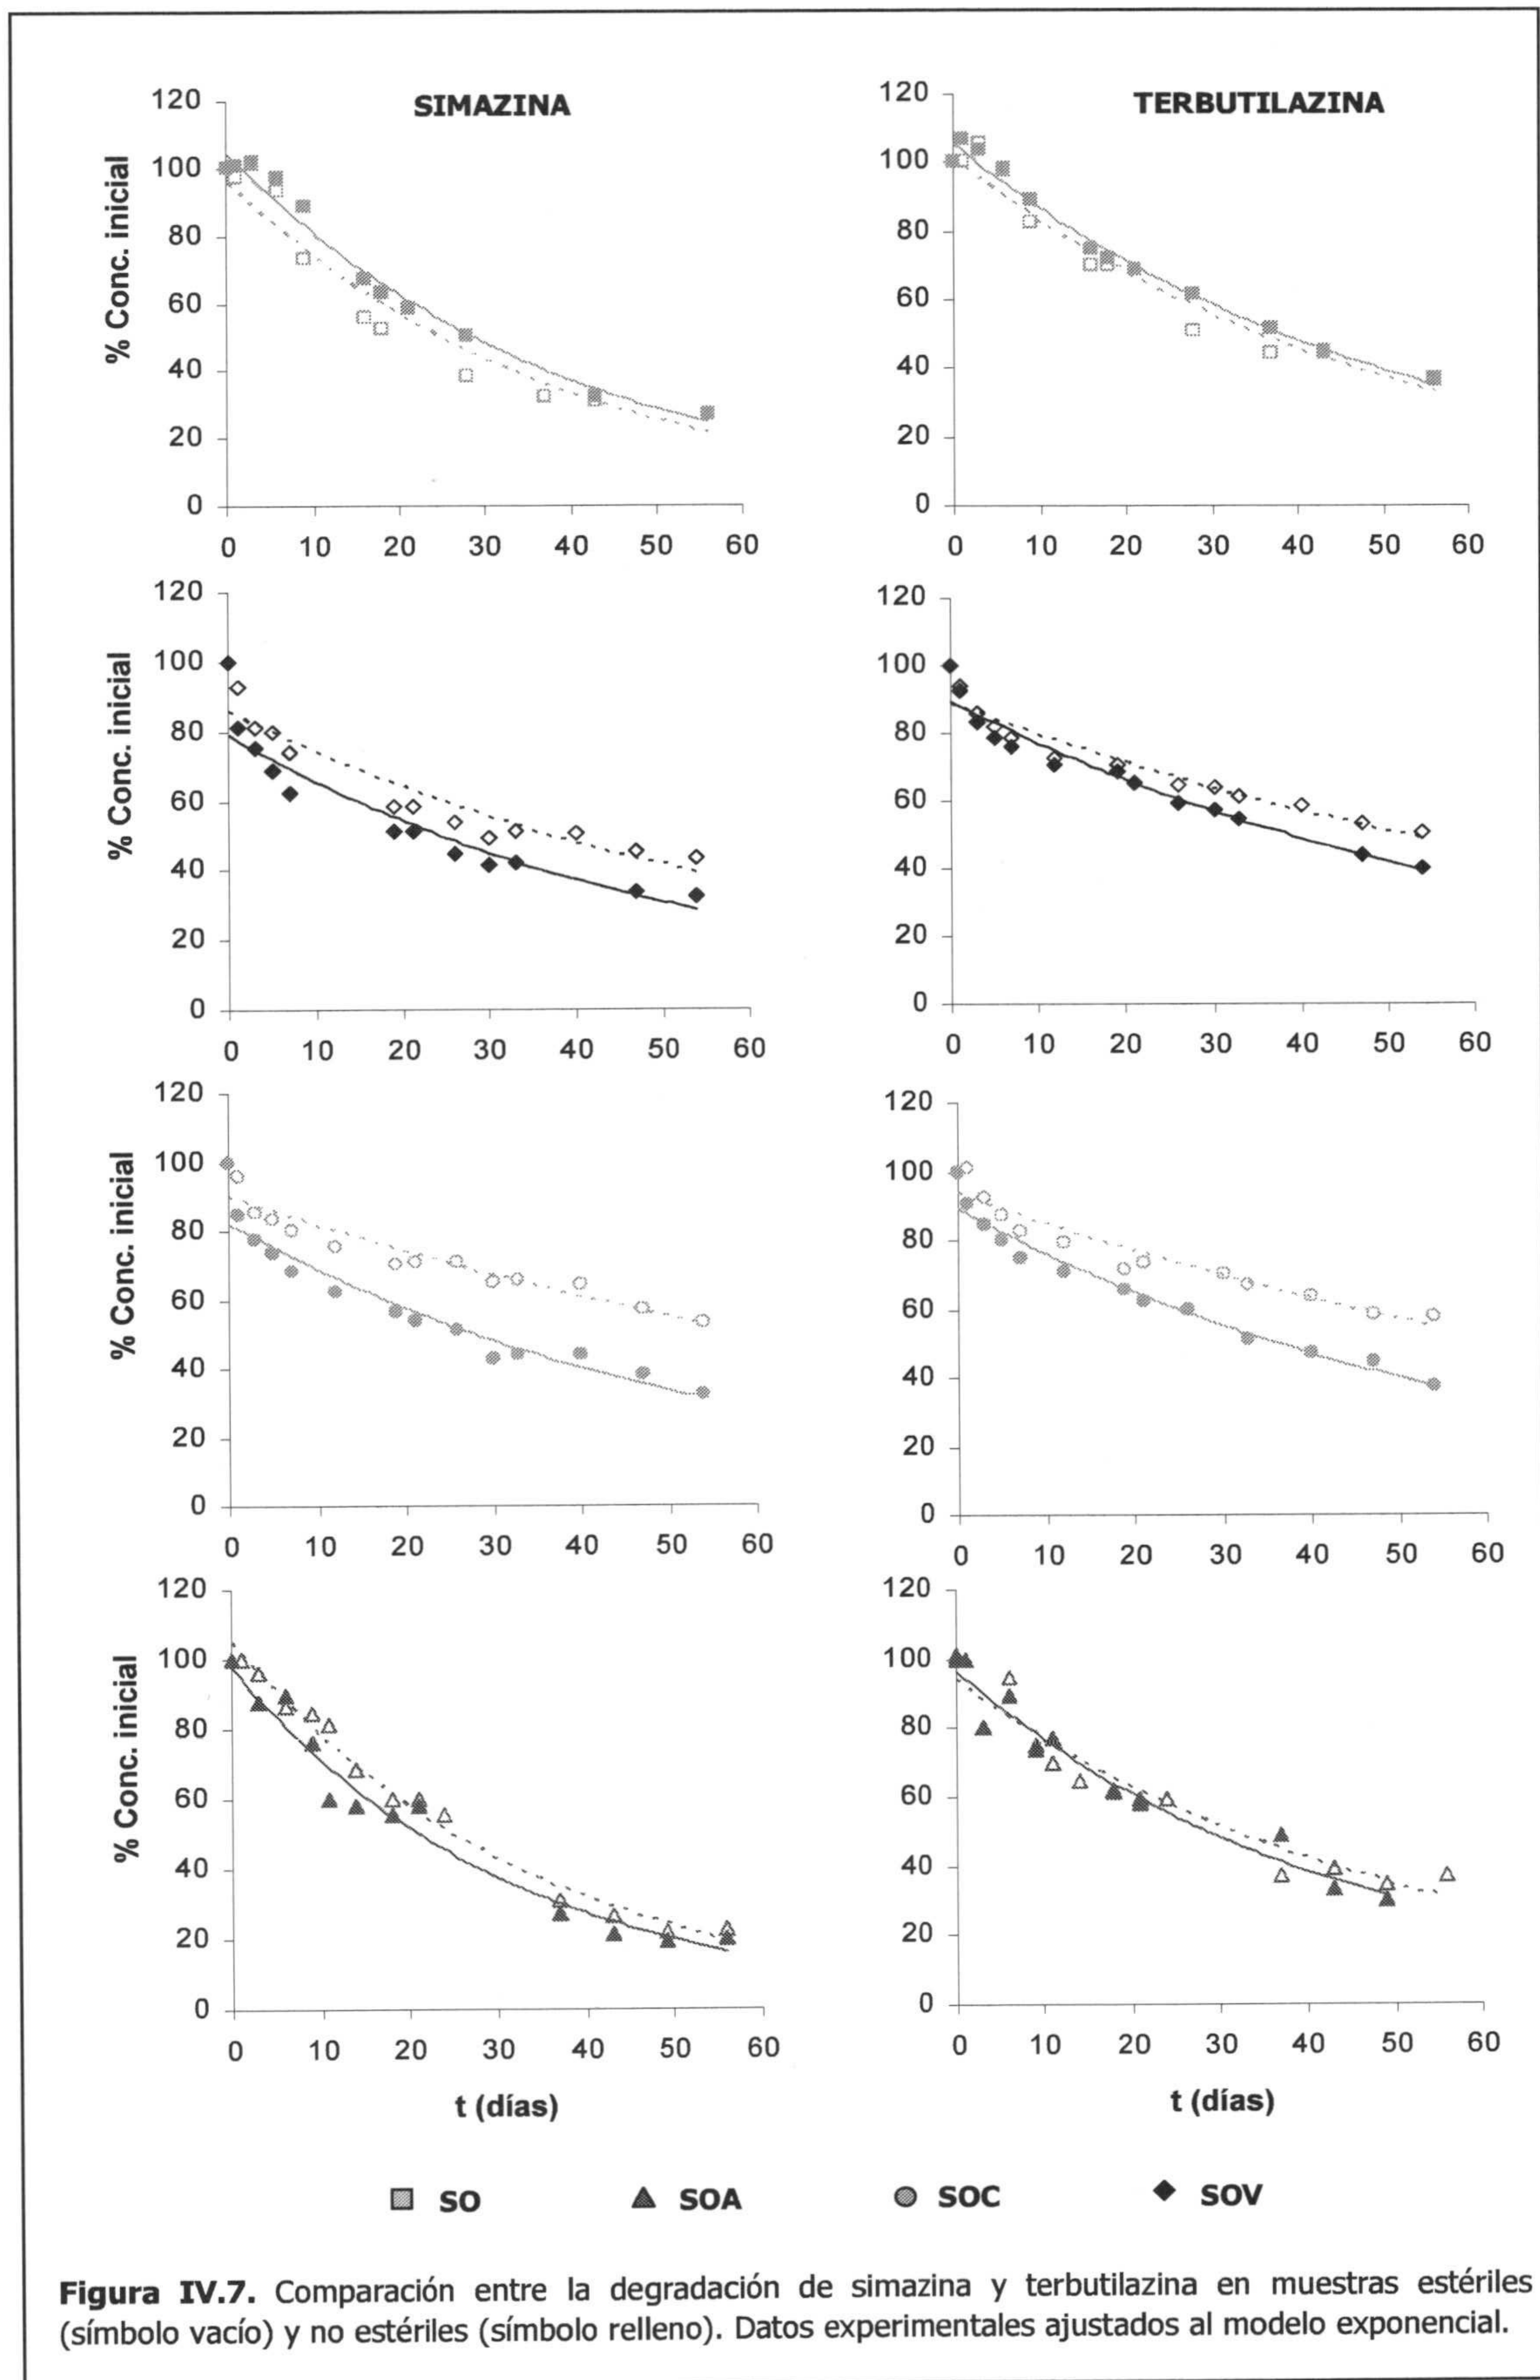 SIMAZINA
% Conc. inicial
120
100
80
60
40
20
0
0 10 20 30 40 50 60
TERBUTILAZINA
120
100
80
60
40
20
0
0 10 20 30 40 50 60
% Conc. inicial
120
100
80
60
40
20
0
0 10 20 30 40 50 60
120
100
80
60
40
20
0
0 10 20 30 40 50 60
% Conc. inicial
120
100
80
60
40
20
0
0 10 20 30 40 50 60
120
100
80
60
40
20
0
0 10 20 30 40 50 60
% Conc. inicial
120
100
80
60
40
20
0
0 10 20 30 40 50 60
t (días)
120
100
80
60
40
20
0
0 10 20 30 40 50 60
t (días)
SO SOA SOC SOV
Figura IV.7. Comparación entre la degradación de simazina y terbutilazina en muestras estériles
(símbolo vacío) y no estériles (símbolo relleno). Datos experimentales ajustados al modelo exponencial.